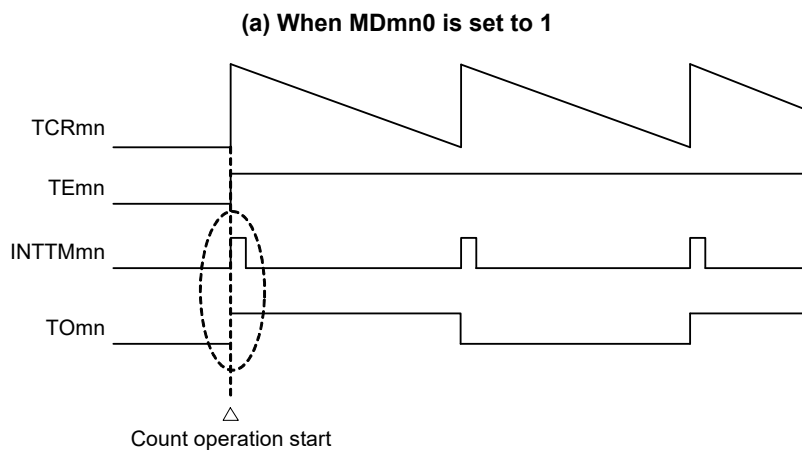 (a) When MDmn0 is set to 1
TCRmn
TEmn
INTTMmn
TOmn
Count operation start